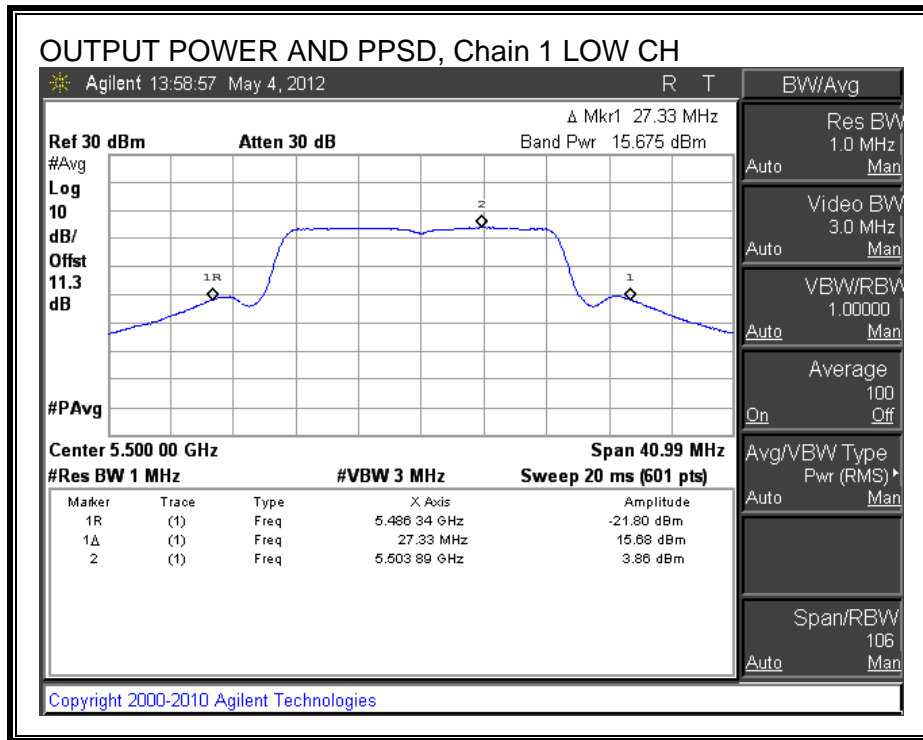 OUTPUT POWER AND PPSD, Chain 1 LOW CH
Agilent 13:58:57 May 4, 2012 R T
Δ Mkr1 27.33 MHz
Ref 30 dBm Atten 30 dB Band Pwr 15.675 dBm
#Avg
Log
10
dB/
Offst
11.3
dB
2
1R
1
#PAvg
Center 5.500 00 GHz Span 40.99 MHz
#Res BW 1 MHz #VBW 3 MHz Sweep 20 ms (601 pts)
Marker Trace Type X Axis Amplitude
1R (1) Freq 5.486 34 GHz -21.80 dBm
1Δ (1) Freq 27.33 MHz 15.68 dBm
2 (1) Freq 5.503 89 GHz 3.86 dBm
BW/Avg
Res BW
1.0 MHz
Auto Man
Video BW
3.0 MHz
Auto Man
VBW/RBW
1.00000
Auto Man
Average
100
On Off
Avg/VBW Type
Pwr (RMS)
Auto Man
Span/RBW
106
Auto Man
Copyright 2000-2010 Agilent Technologies